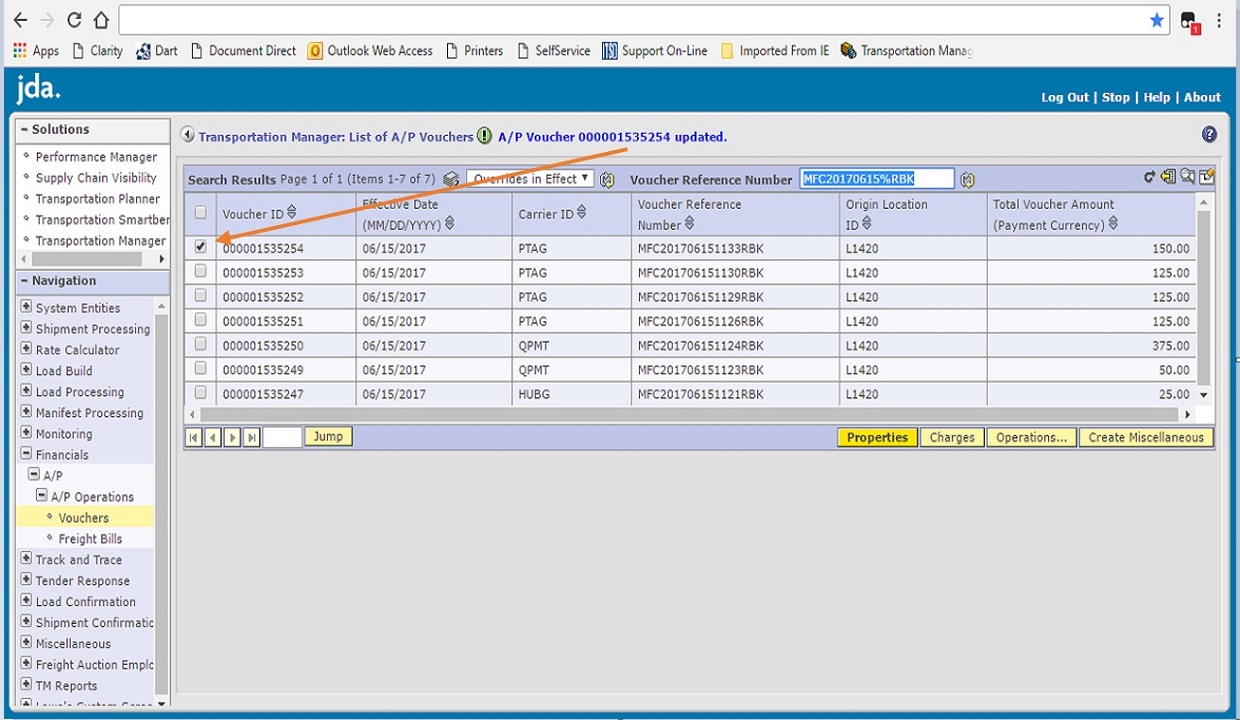 1
Apps Clarity Dart Document Direct Outlook Web Access Printers SelfService Support On-Line Imported From IE Transportation Manag
jda.
Log Out | Stop | Help | About
Solutions
Performance Manager
Supply Chain Visibility
Transportation Planner
Transportation Smartber
Transportation Manager
Navigation
System Entities
Shipment Processing
Rate Calculator
Load Build
Load Processing
Manifest Processing
Monitoring
Financials
A/P
A/P Operations
Vouchers
Freight Bills
Track and Trace
Tender Response
Load Confirmation
Shipment Confirmatic
Miscellaneous
Freight Auction Emplo
TM Reports
Transportation Manager: List of A/P Vouchers A/P Voucher 000001535254 updated.
Search Results Page 1 of 1 (Items 1-7 of 7) Overrides in Effect Voucher Reference Number MFC20170615%RBK
Voucher ID Effective Date (MM/DD/YYYY) Carrier ID Voucher Reference Number Origin Location ID Total Voucher Amount (Payment Currency)
000001535254 06/15/2017 PTAG MFC201706151133RBK L1420 150.00
000001535253 06/15/2017 PTAG MFC201706151130RBK L1420 125.00
000001535252 06/15/2017 PTAG MFC201706151129RBK L1420 125.00
000001535251 06/15/2017 PTAG MFC201706151126RBK L1420 125.00
000001535250 06/15/2017 QPMT MFC201706151124RBK L1420 375.00
000001535249 06/15/2017 QPMT MFC201706151123RBK L1420 50.00
000001535247 06/15/2017 HUBG MFC201706151121RBK L1420 25.00
Jump Properties Charges Operations... Create Miscellaneous